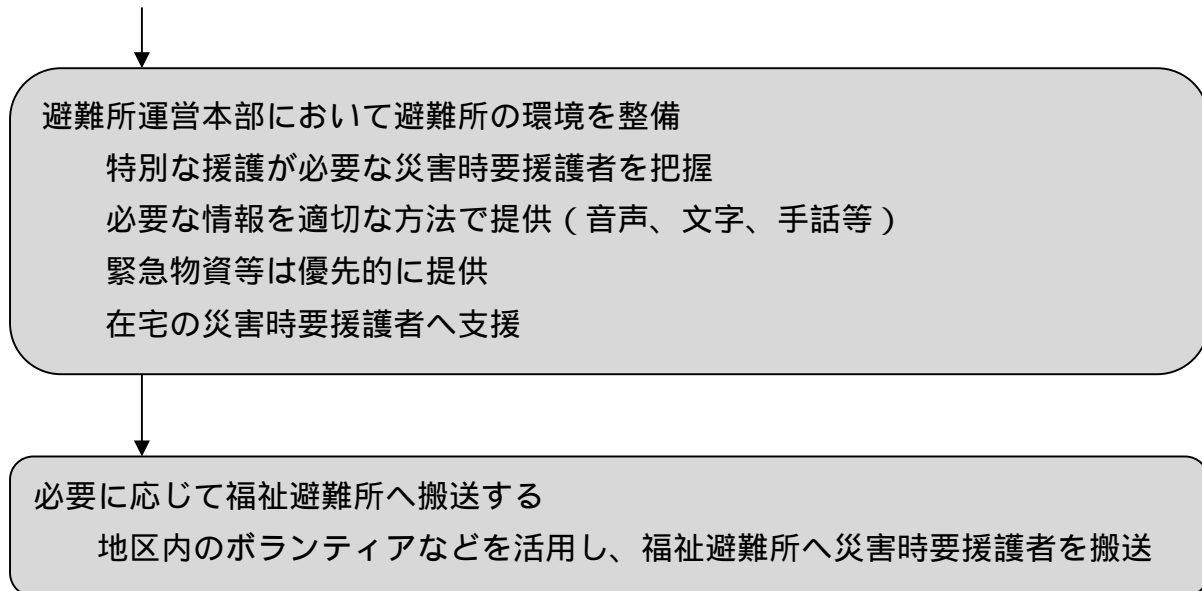 避難所運営本部において避難所の環境を整備
特別な援護が必要な災害時要援護者を把握
必要な情報を適切な方法で提供（音声、文字、手話等）
緊急物資等は優先的に提供
在宅の災害時要援護者へ支援
必要に応じて福祉避難所へ搬送する
地区内のボランティアなどを活用し、福祉避難所へ災害時要援護者を搬送